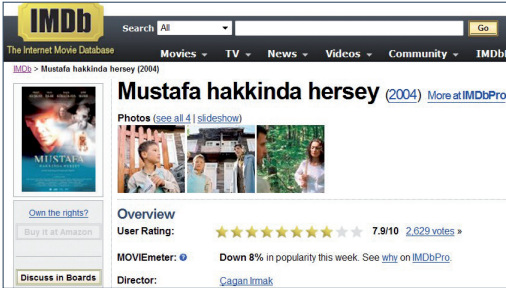 IMDb
The Internet Movie Database
Search All Go
Movies TV News Videos Community IMDbP
IMDb > Mustafa hakkinda hersey (2004)
Mustafa hakkinda hersey (2004) More at IMDbPro
Photos (see all 4 | slideshow)
MUSTAFA
Own the rights?
Buy it at Amazon
Discuss in Boards
Overview
User Rating: 7.9/10 2,629 votes »
MOVIEmeter: Down 8% in popularity this week. See why on IMDbPro.
Director: Cagan Irmak